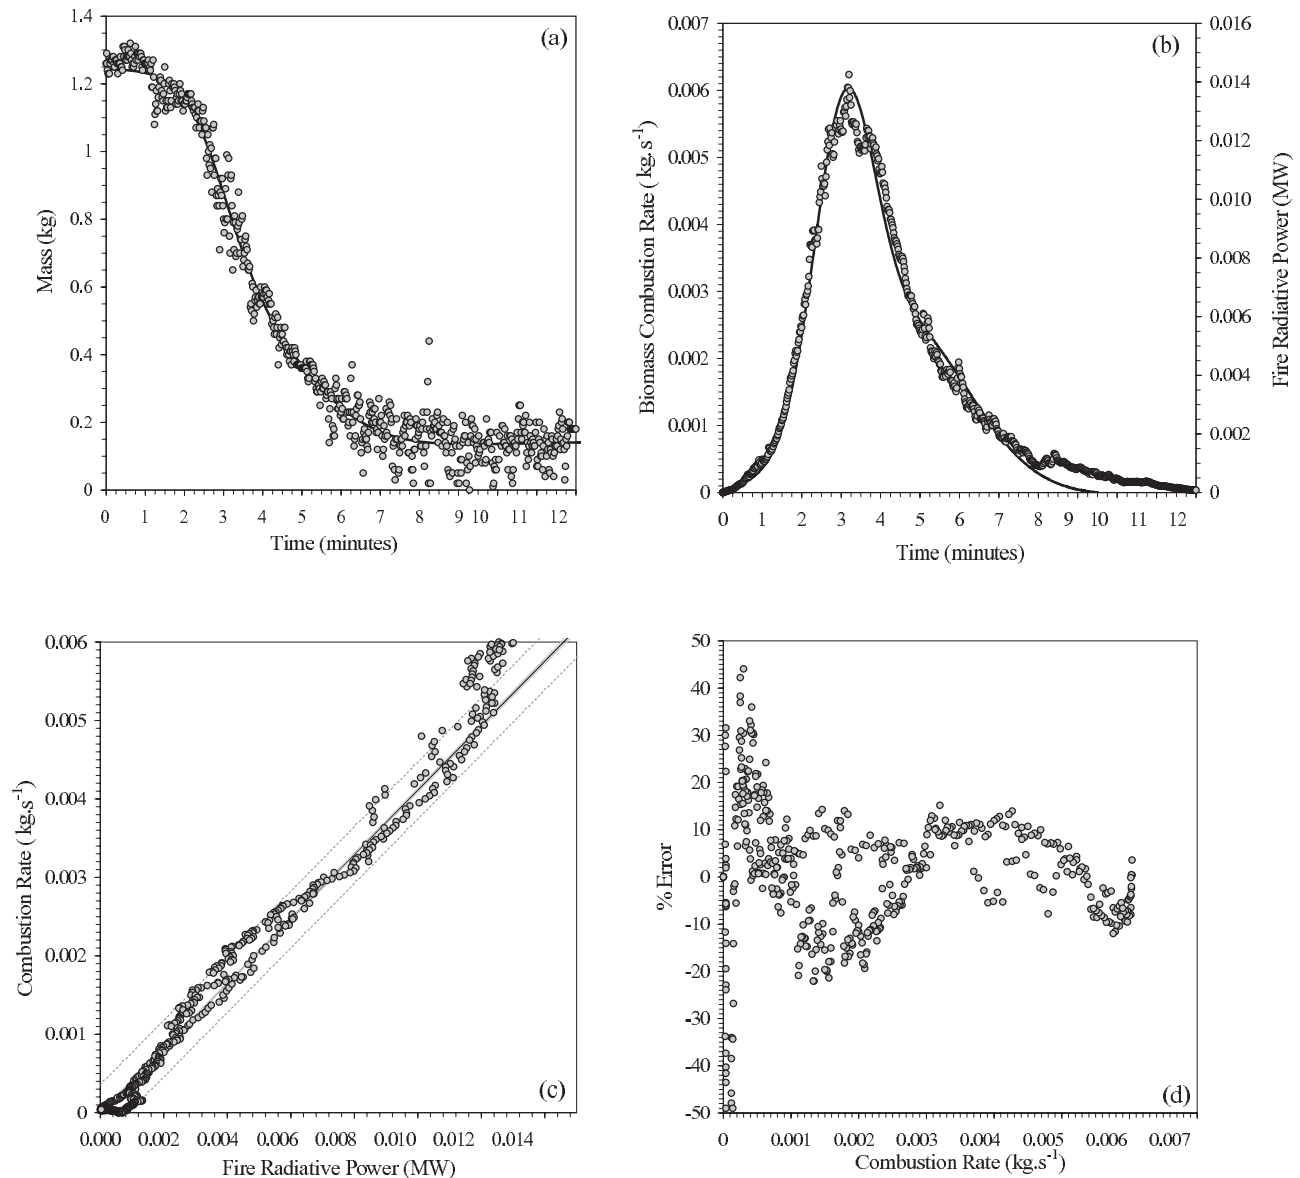 (a)
1.4
1.2
1
0.8
0.6
0.4
0.2
0
Mass (kg)
0 1 2 3 4 5 6 7 8 9 10 11 12
Time (minutes)
(b)
0.007
0.006
0.005
0.004
0.003
0.002
0.001
0
Biomass Combustion Rate ( kg.s-1)
0.016
0.014
0.012
0.010
0.008
0.006
0.004
0.002
0
Fire Radiative Power (MW)
0 1 2 3 4 5 6 7 8 9 10 11 12
Time (minutes)
0.006
0.005
0.004
0.003
0.002
0.001
0
Combustion Rate ( kg.s-1)
(c)
0.000 0.002 0.004 0.006 0.008 0.010 0.012 0.014
Fire Radiative Power (MW)
50
40
30
20
10
0
-10
-20
-30
-40
-50
% Error
(d)
0 0.001 0.002 0.003 0.004 0.005 0.006 0.007
Combustion Rate (kg.s-1)